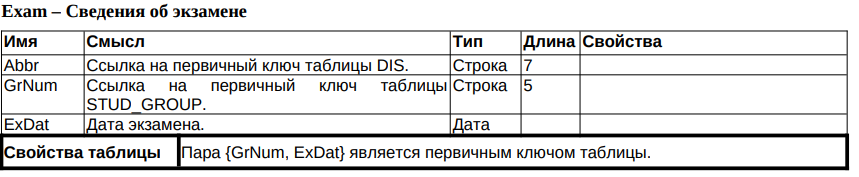 Exam – Сведения об экзамене
Имя Смысл Тип Длина Свойства
Abbr Ссылка на первичный ключ таблицы DIS. Строка 7
GrNum Ссылка на первичный ключ таблицы Строка 5
STUD_GROUP.
ExDat Дата экзамена. Дата
Свойства таблицы Пара {GrNum, ExDat} является первичным ключом таблицы.